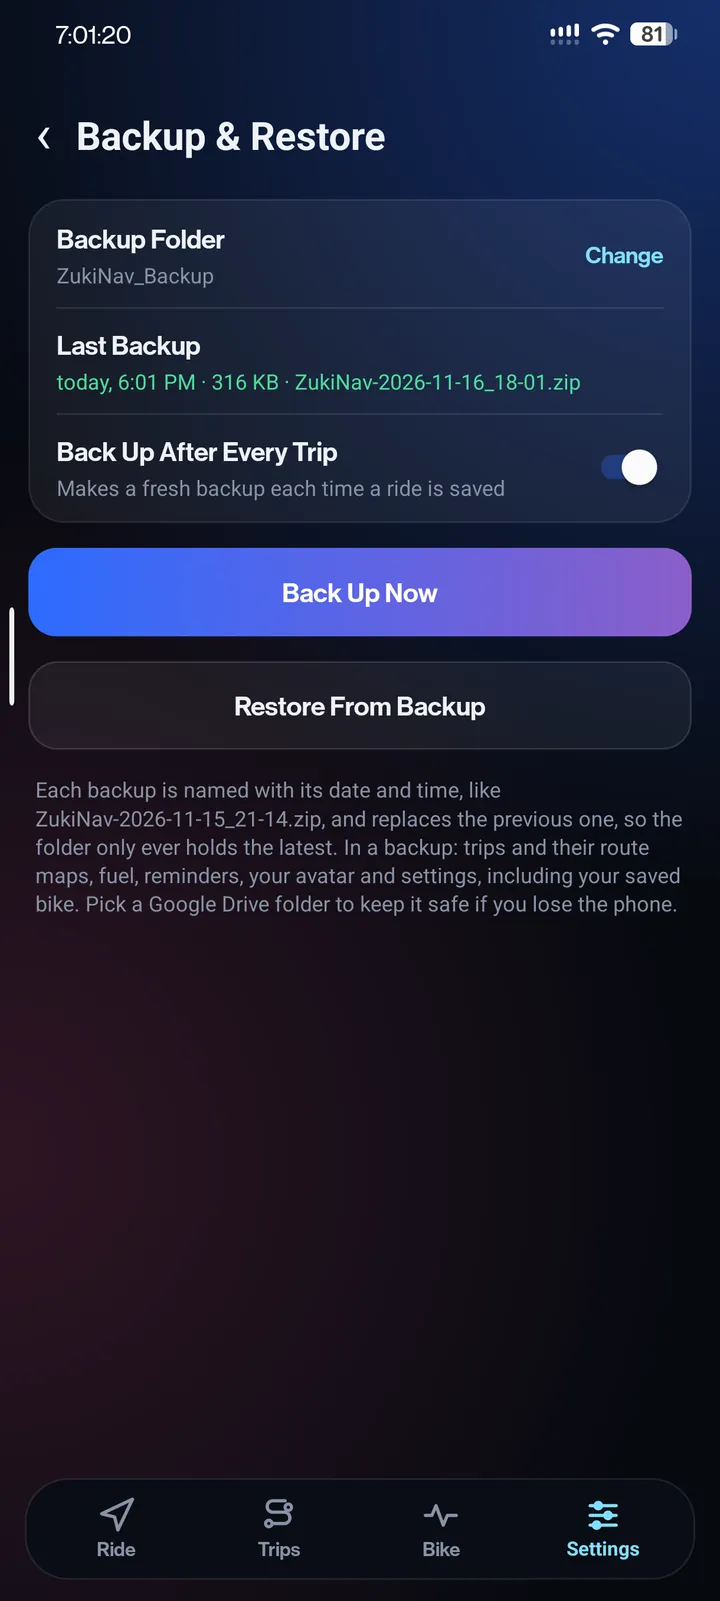 7:01:20
81
Backup & Restore
Backup Folder
ZukiNav_Backup
Change
Last Backup
today, 6:01 PM · 316 KB · ZukiNav-2026-11-16_18-01.zip
Back Up After Every Trip
Makes a fresh backup each time a ride is saved
Back Up Now
Restore From Backup
Each backup is named with its date and time, like
ZukiNav-2026-11-15_21-14.zip, and replaces the previous one, so the
folder only ever holds the latest. In a backup: trips and their route
maps, fuel, reminders, your avatar and settings, including your saved
bike. Pick a Google Drive folder to keep it safe if you lose the phone.
Ride
Trips
Bike
Settings